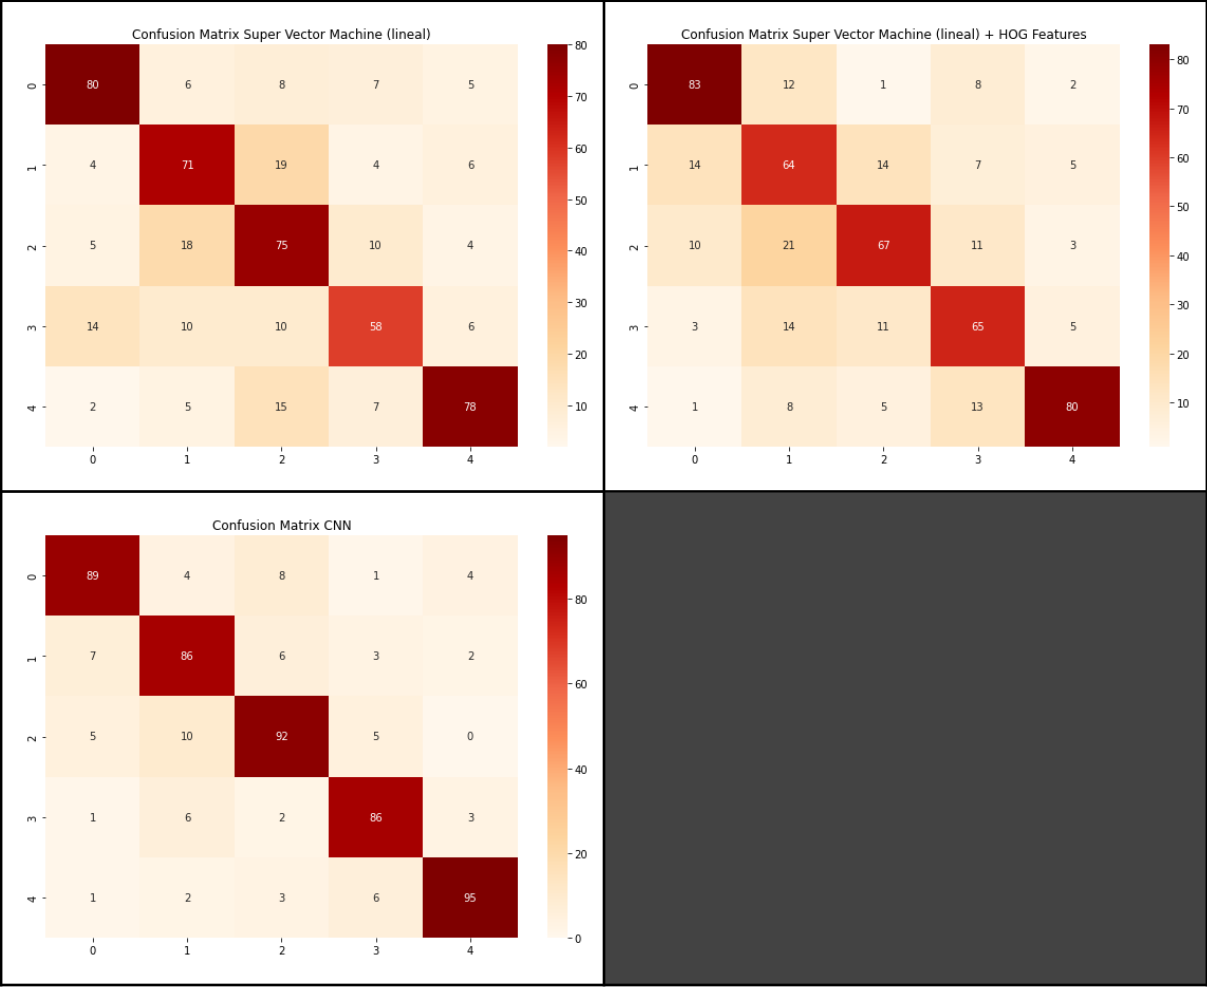 Confusion Matrix Super Vector Machine (lineal)
0 80 6 8 7 5
1 4 71 19 4 6
2 5 18 75 10 4
3 14 10 10 58 6
4 2 5 15 7 78
0 1 2 3 4
80
70
60
50
40
30
20
10
Confusion Matrix Super Vector Machine (lineal) + HOG Features
0 83 12 1 8 2
1 14 64 14 7 5
2 10 21 67 11 3
3 3 14 11 65 5
4 1 8 5 13 80
0 1 2 3 4
80
70
60
50
40
30
20
10
Confusion Matrix CNN
0 89 4 8 1 4
1 7 86 6 3 2
2 5 10 92 5 0
3 1 6 2 86 3
4 1 2 3 6 95
0 1 2 3 4
80
60
40
20
0